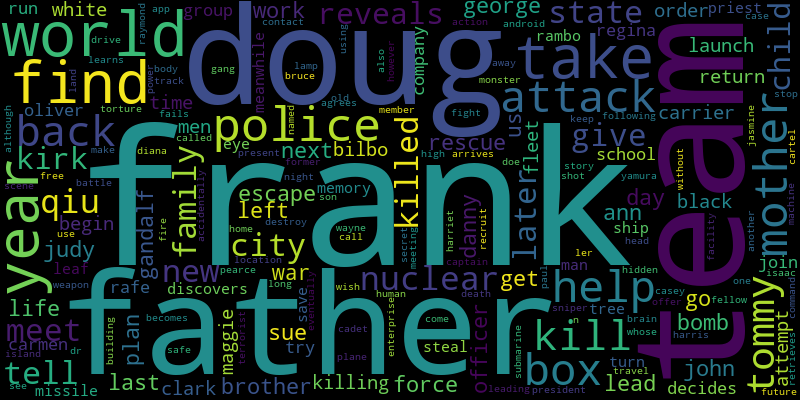 run white group work george state order priest
raymond app reveals regina rambo
world doug take launch child
drive learns gang
find meanwhile bruce company attack return
oliver time police rescue us carrier
back men eye next bilbo give school
kirk family escape killed danny later fleet
year qiu frank team mother
begin gandalf city left memory day black
judy new war nuclear ann ship join
meet rafe discovers father officer help go bomb
life plan maggie sue try get man tree
carmen tell last clark brother killing force kill box lead decides john tommy
missile steal turn attempt
although torture fails power body track land
named lamp also however contact using old agrees member
android action monster away fight keep following
case stop jasmine cartel without
make diana called present former night son high arrives doe story shot yamura
scene free battle use fire accidentally home destroy wayne call secret meeting harriet recruit captain
leaf weapon pearce location long wish human death come enterprise
island dr see becomes safe building terrorist eventually cadet plane save
head hidden casey offer fellow isaac brain whose harris travel president leading submarine sniper paul
facility another one machine command retrieves future
en ler